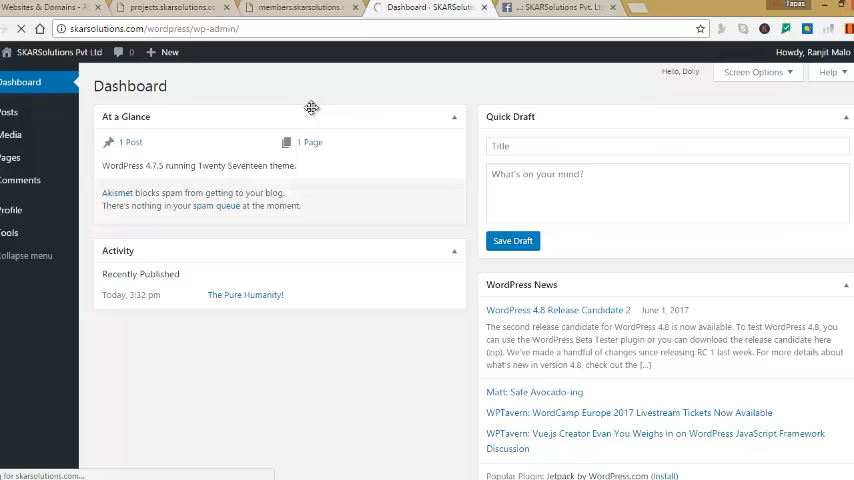 Websites & Domains - P
projects.skarsolutions.co
members.skarsolutions.c
Dashboard ‹ SKARSolutio
..: SKARSolutions Pvt. Ltd
Tapas
skarsolutions.com/wordpress/wp-admin/
SKARSolutions Pvt Ltd
0
New
Howdy, Ranjit Malo
Dashboard
Posts
Media
Pages
Comments
Profile
Tools
Collapse menu
Hello, Dolly
Screen Options
Help
Dashboard
At a Glance
1 Post
1 Page
WordPress 4.7.5 running Twenty Seventeen theme.
Akismet blocks spam from getting to your blog.
There's nothing in your spam queue at the moment.
Activity
Recently Published
Today, 3:32 pm
The Pure Humanity!
Quick Draft
Title
What's on your mind?
Save Draft
WordPress News
WordPress 4.8 Release Candidate 2 June 1, 2017
The second release candidate for WordPress 4.8 is now available. To test WordPress 4.8, you
can use the WordPress Beta Tester plugin or you can download the release candidate here
(zip). We've made a handful of changes since releasing RC 1 last week. For more details about
what's new in version 4.8, check out the [...]
Matt: Safe Avocado-ing
WPTavern: WordCamp Europe 2017 Livestream Tickets Now Available
WPTavern: Vue.js Creator Evan You Weighs in on WordPress JavaScript Framework
Discussion
Popular Plugin: Jetpack by WordPress.com (Install)
g for skarsolutions.com...